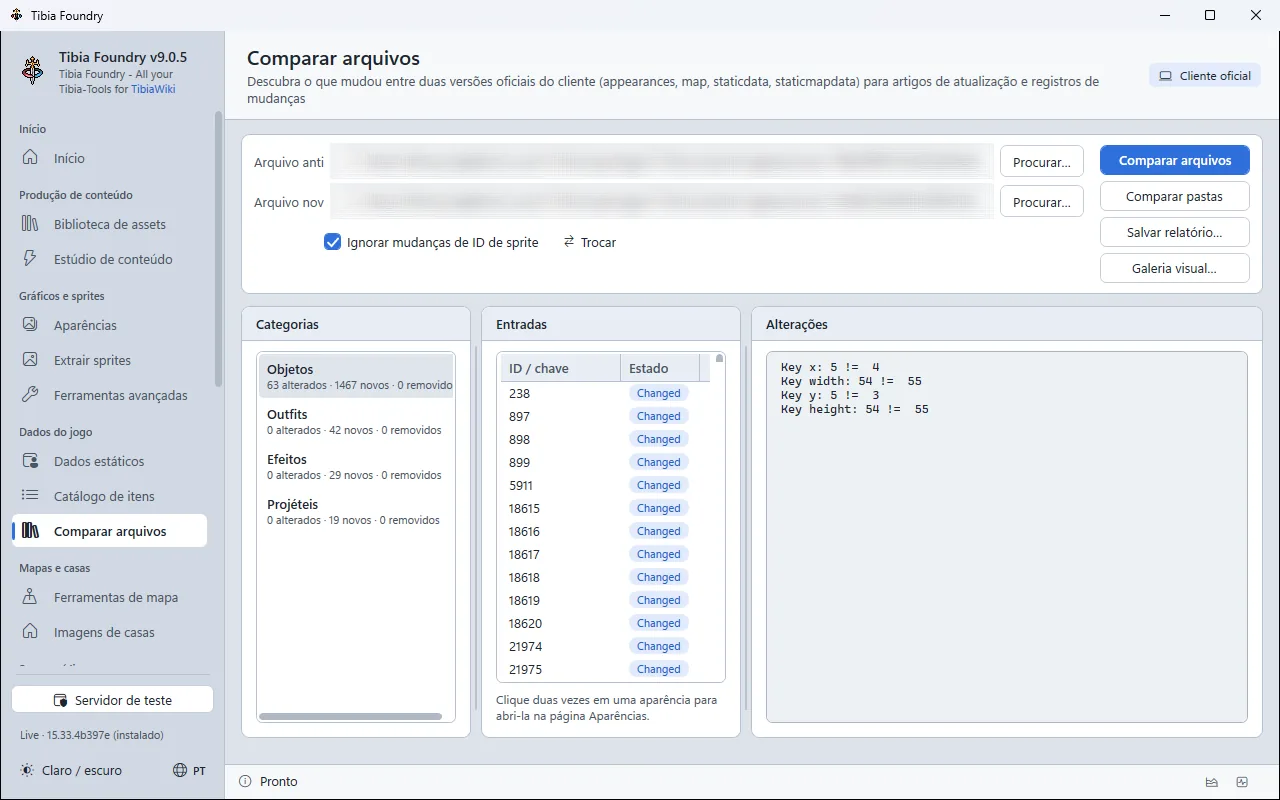 Tibia Foundry
Tibia Foundry v9.0.5
Tibia Foundry - All your
Tibia-Tools for TibiaWiki
Início
Início
Produção de conteúdo
Biblioteca de assets
Estúdio de conteúdo
Gráficos e sprites
Aparências
Extrair sprites
Ferramentas avançadas
Dados do jogo
Dados estáticos
Catálogo de itens
Comparar arquivos
Mapas e casas
Ferramentas de mapa
Imagens de casas
Servidor de teste
Live · 15.33.4b397e (instalado)
Claro / escuro
PT
Comparar arquivos
Descubra o que mudou entre duas versões oficiais do cliente (appearances, map, staticdata, staticmapdata) para artigos de atualização e registros de
mudanças
Cliente oficial
Arquivo anti
Procurar...
Arquivo nov
Procurar...
Ignorar mudanças de ID de sprite
Trocar
Comparar arquivos
Comparar pastas
Salvar relatório...
Galeria visual...
Categorias
Objetos
63 alterados · 1467 novos · 0 removido
Outfits
0 alterados · 42 novos · 0 removidos
Efeitos
0 alterados · 29 novos · 0 removidos
Projéteis
0 alterados · 19 novos · 0 removidos
Entradas
ID / chave Estado
238 Changed
897 Changed
898 Changed
899 Changed
5911 Changed
18615 Changed
18616 Changed
18617 Changed
18618 Changed
18619 Changed
18620 Changed
21974 Changed
21975 Changed
Clique duas vezes em uma aparência para
abri-la na página Aparências.
Alterações
Key x: 5 != 4
Key width: 54 != 55
Key y: 5 != 3
Key height: 54 != 55
Pronto